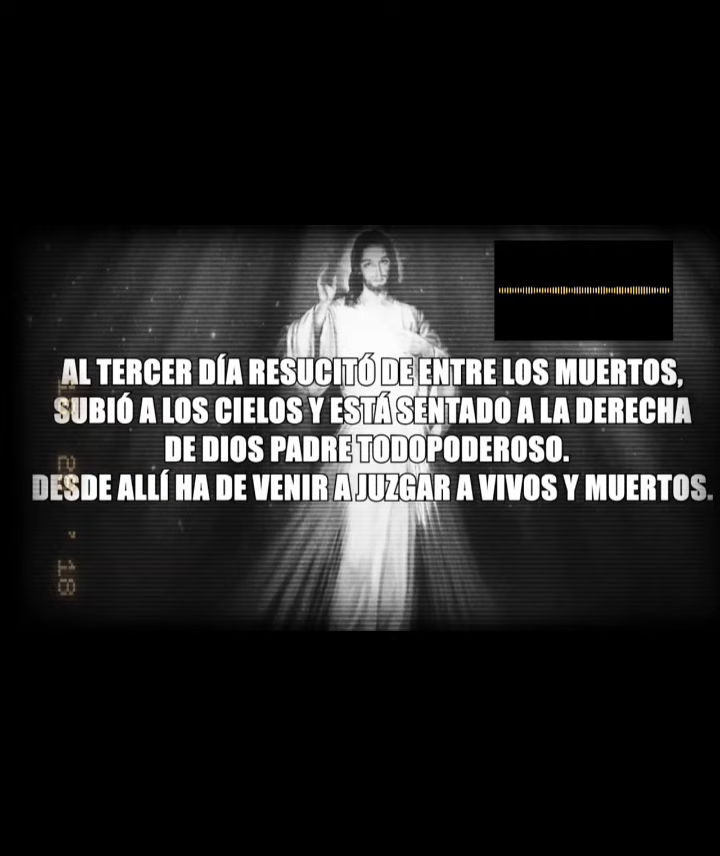 AL TERCER DÍA RESUCITÓ DE ENTRE LOS MUERTOS,
SUBIÓ A LOS CIELOS Y ESTÁ SENTADO A LA DERECHA
DE DIOS PADRE TODOPODEROSO.
DESDE ALLÍ HA DE VENIR A JUZGAR A VIVOS Y MUERTOS.